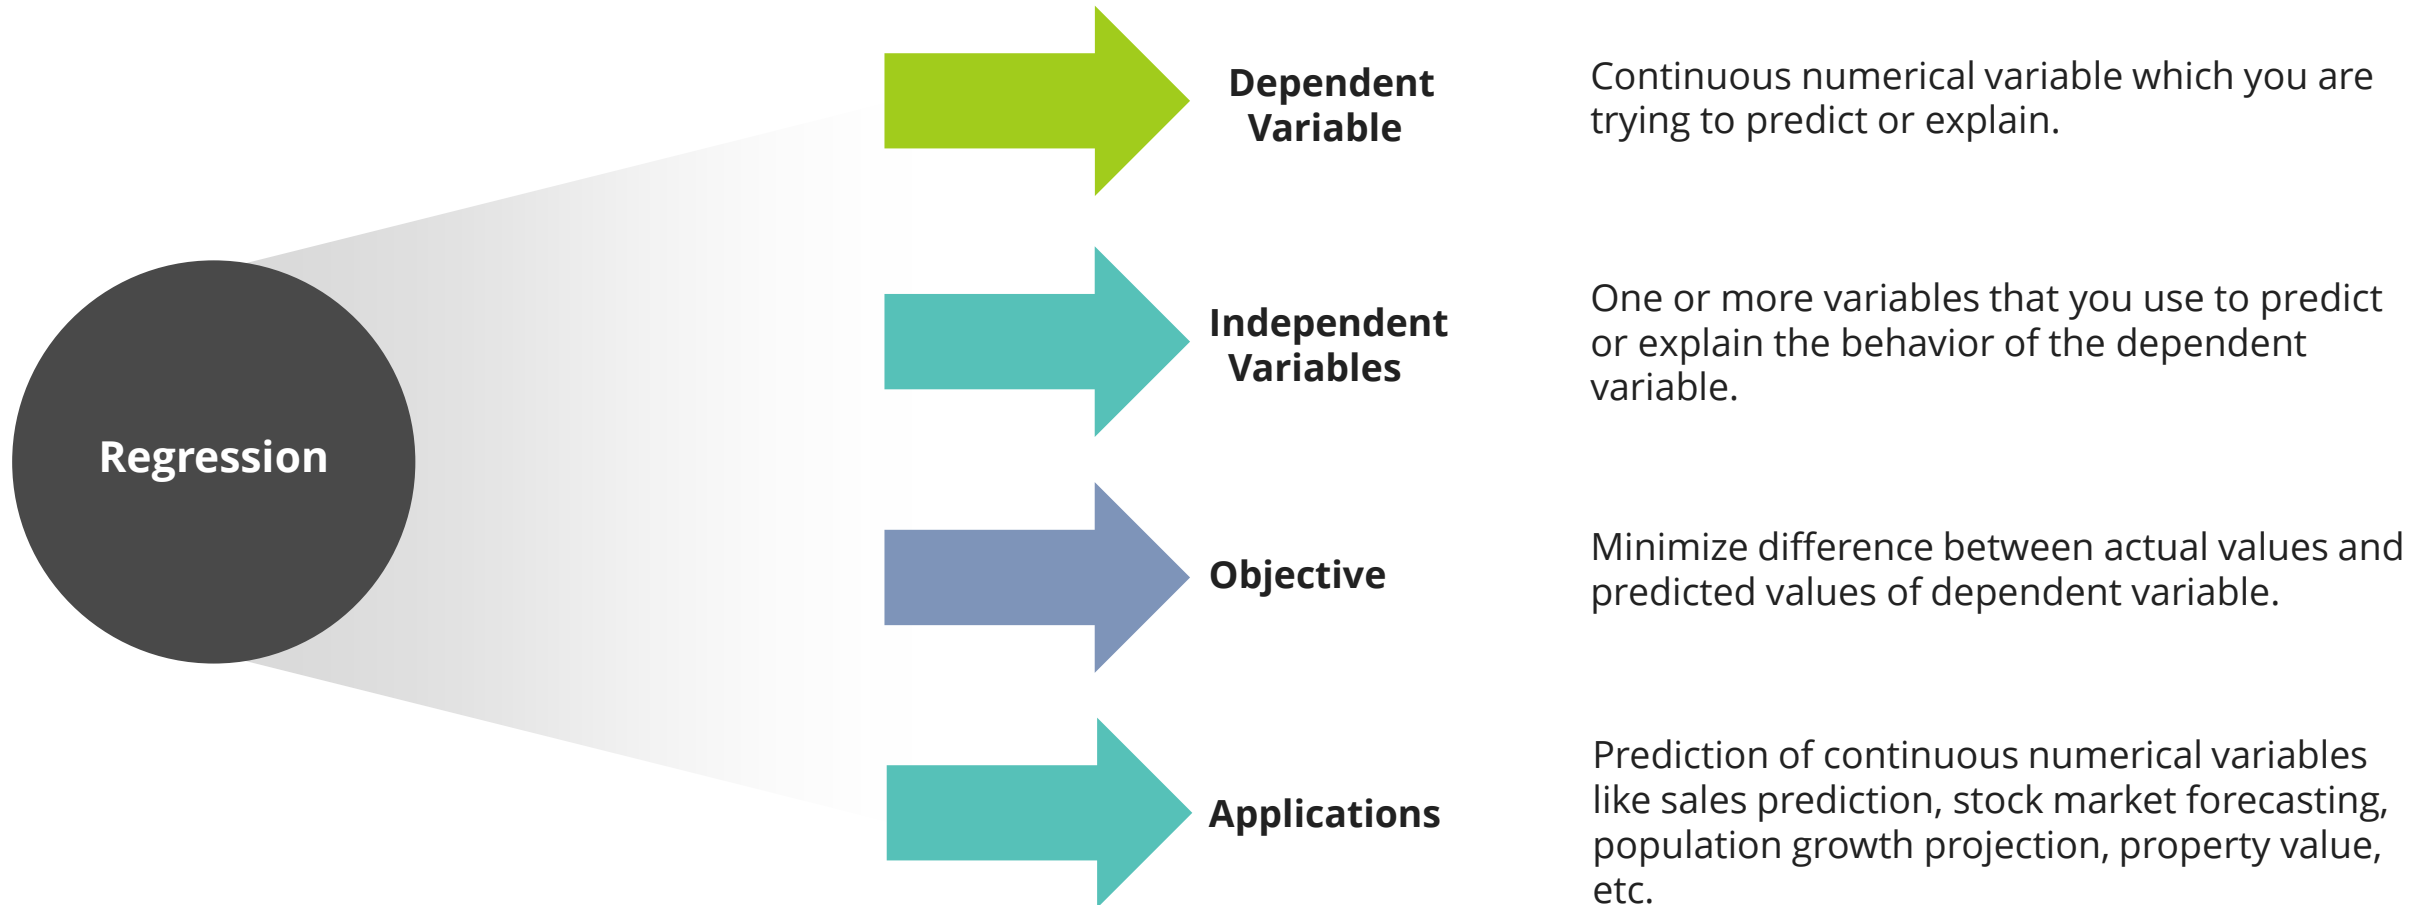 Regression
Dependent
Variable
Continuous numerical variable which you are
trying to predict or explain.
Independent
Variables
One or more variables that you use to predict
or explain the behavior of the dependent
variable.
Objective
Minimize difference between actual values and
predicted values of dependent variable.
Applications
Prediction of continuous numerical variables
like sales prediction, stock market forecasting,
population growth projection, property value,
etc.